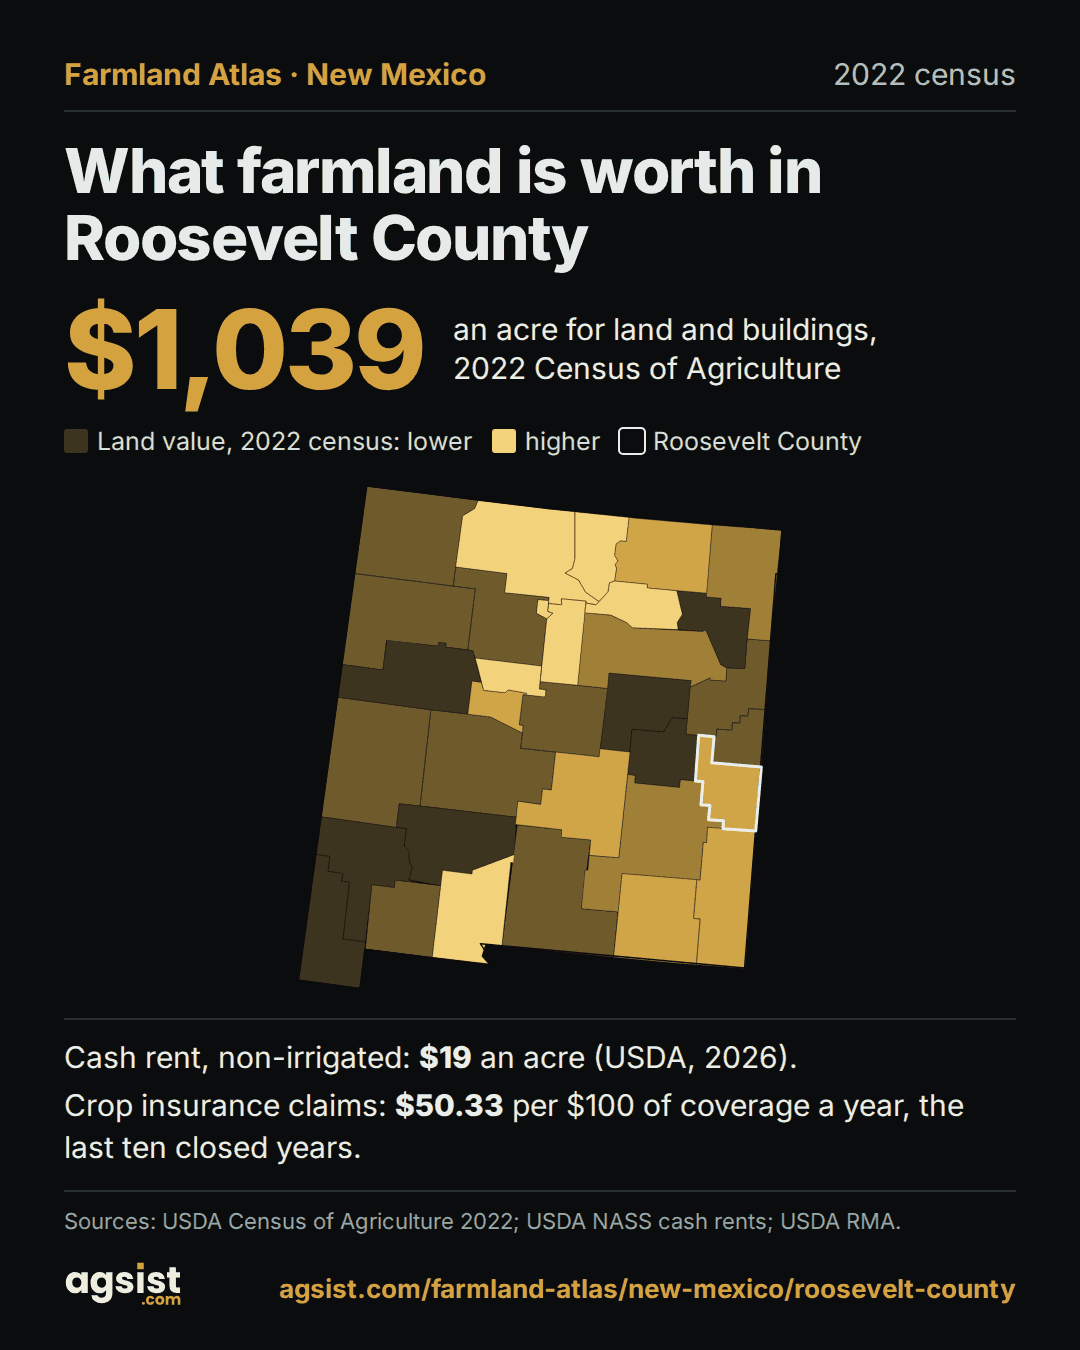 Farmland Atlas · New Mexico
2022 census
What farmland is worth in
Roosevelt County
$1,039
an acre for land and buildings,
2022 Census of Agriculture
Land value, 2022 census: lower
higher
Roosevelt County
Cash rent, non-irrigated: $19 an acre (USDA, 2026).
Crop insurance claims: $50.33 per $100 of coverage a year, the
last ten closed years.
Sources: USDA Census of Agriculture 2022; USDA NASS cash rents; USDA RMA.
agsist
.com
agsist.com/farmland-atlas/new-mexico/roosevelt-county